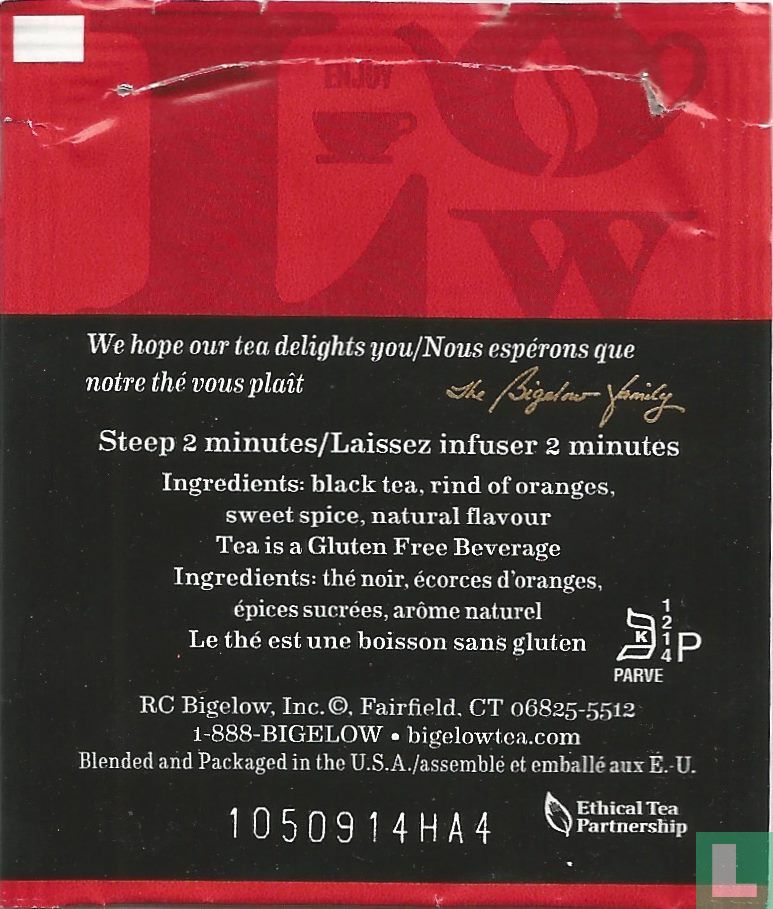 L
ENJOY
W
We hope our tea delights you/Nous espérons que
notre thé vous plaît
The Bigelow Family
Steep 2 minutes/Laissez infuser 2 minutes
Ingredients: black tea, rind of oranges,
sweet spice, natural flavour
Tea is a Gluten Free Beverage
Ingredients: thé noir, écorces d'oranges,
épices sucrées, arôme naturel
Le thé est une boisson sans gluten
K
1214
P
PARVE
RC Bigelow, Inc.©, Fairfield, CT 06825-5512
1-888-BIGELOW • bigelowtea.com
Blended and Packaged in the U.S.A./assemble et emballé aux É.-U.
1050914HA4
Ethical Tea
Partnership
L